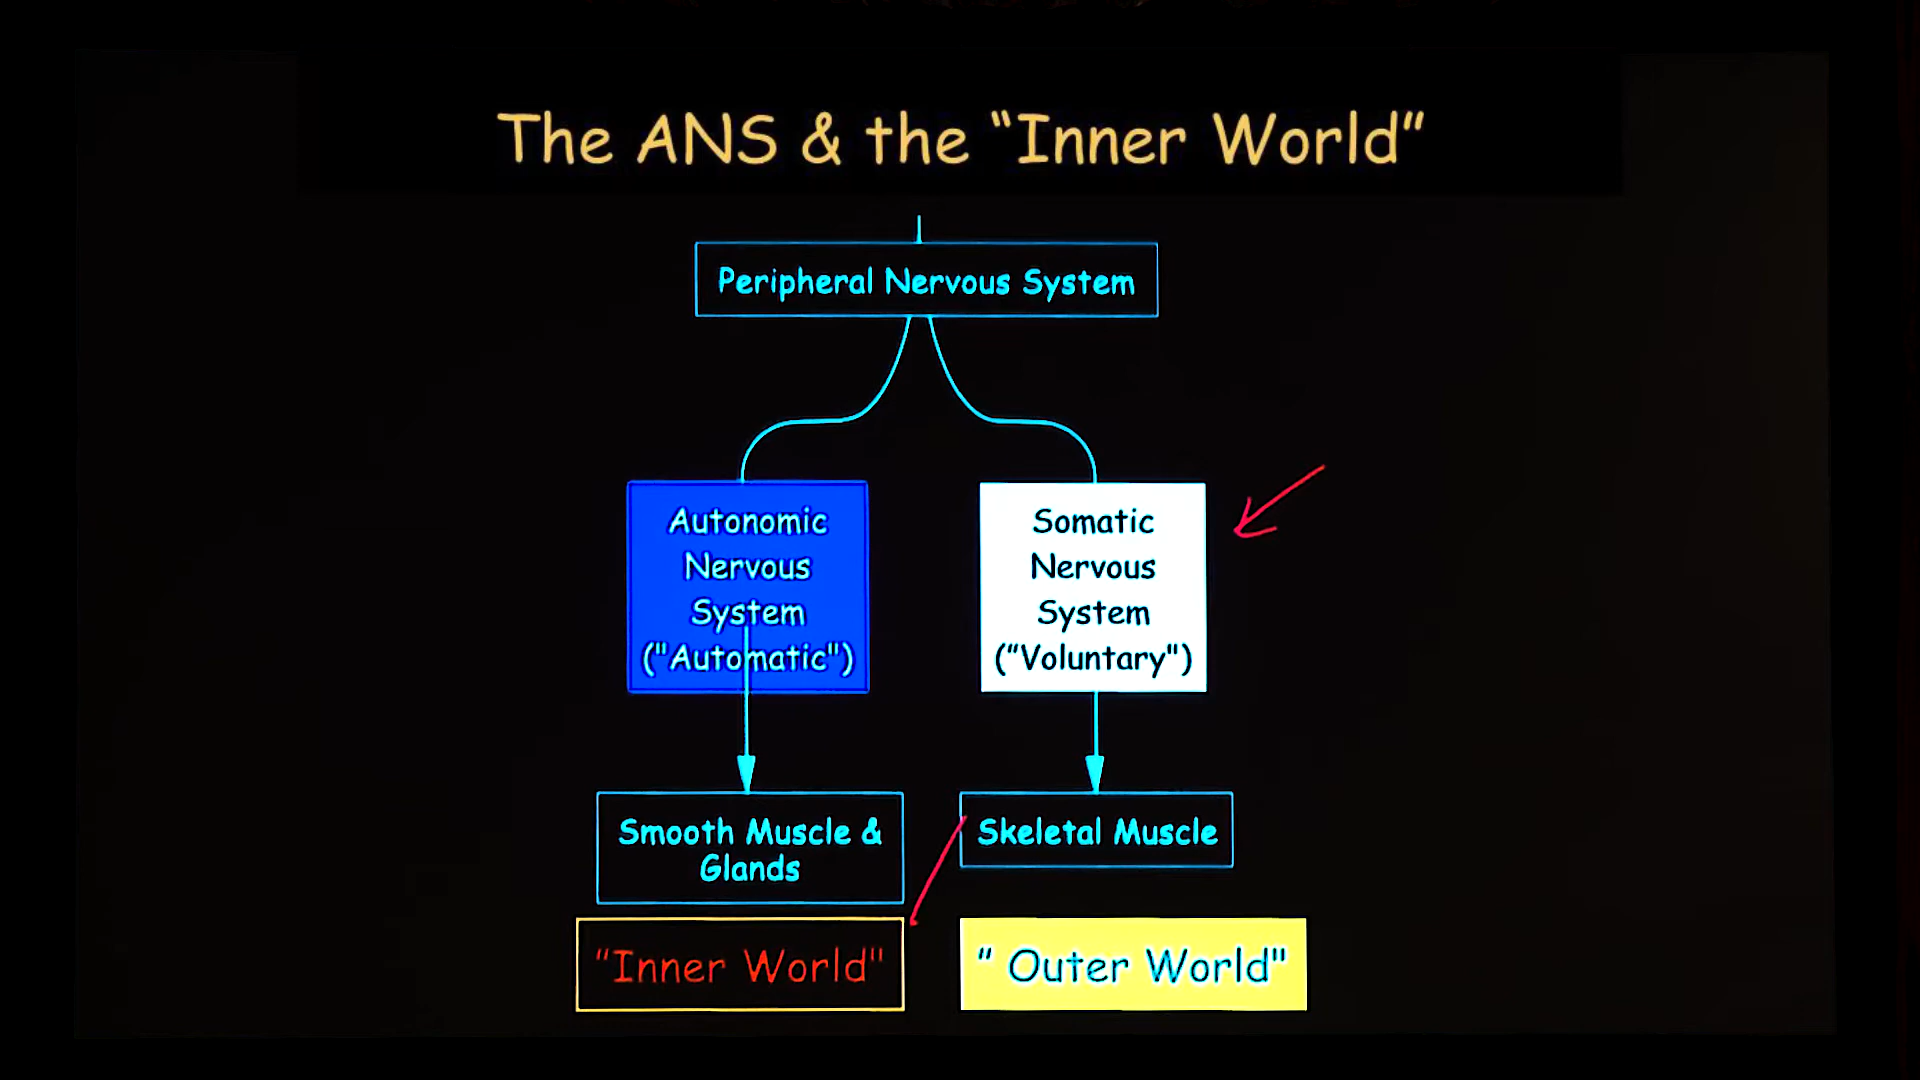 The ANS & the “Inner World”
Peripheral Nervous System
Autonomic
Nervous
System
("Automatic")
Somatic
Nervous
System
("Voluntary")
Smooth Muscle &
Glands
Skeletal Muscle
"Inner World"
" Outer World"